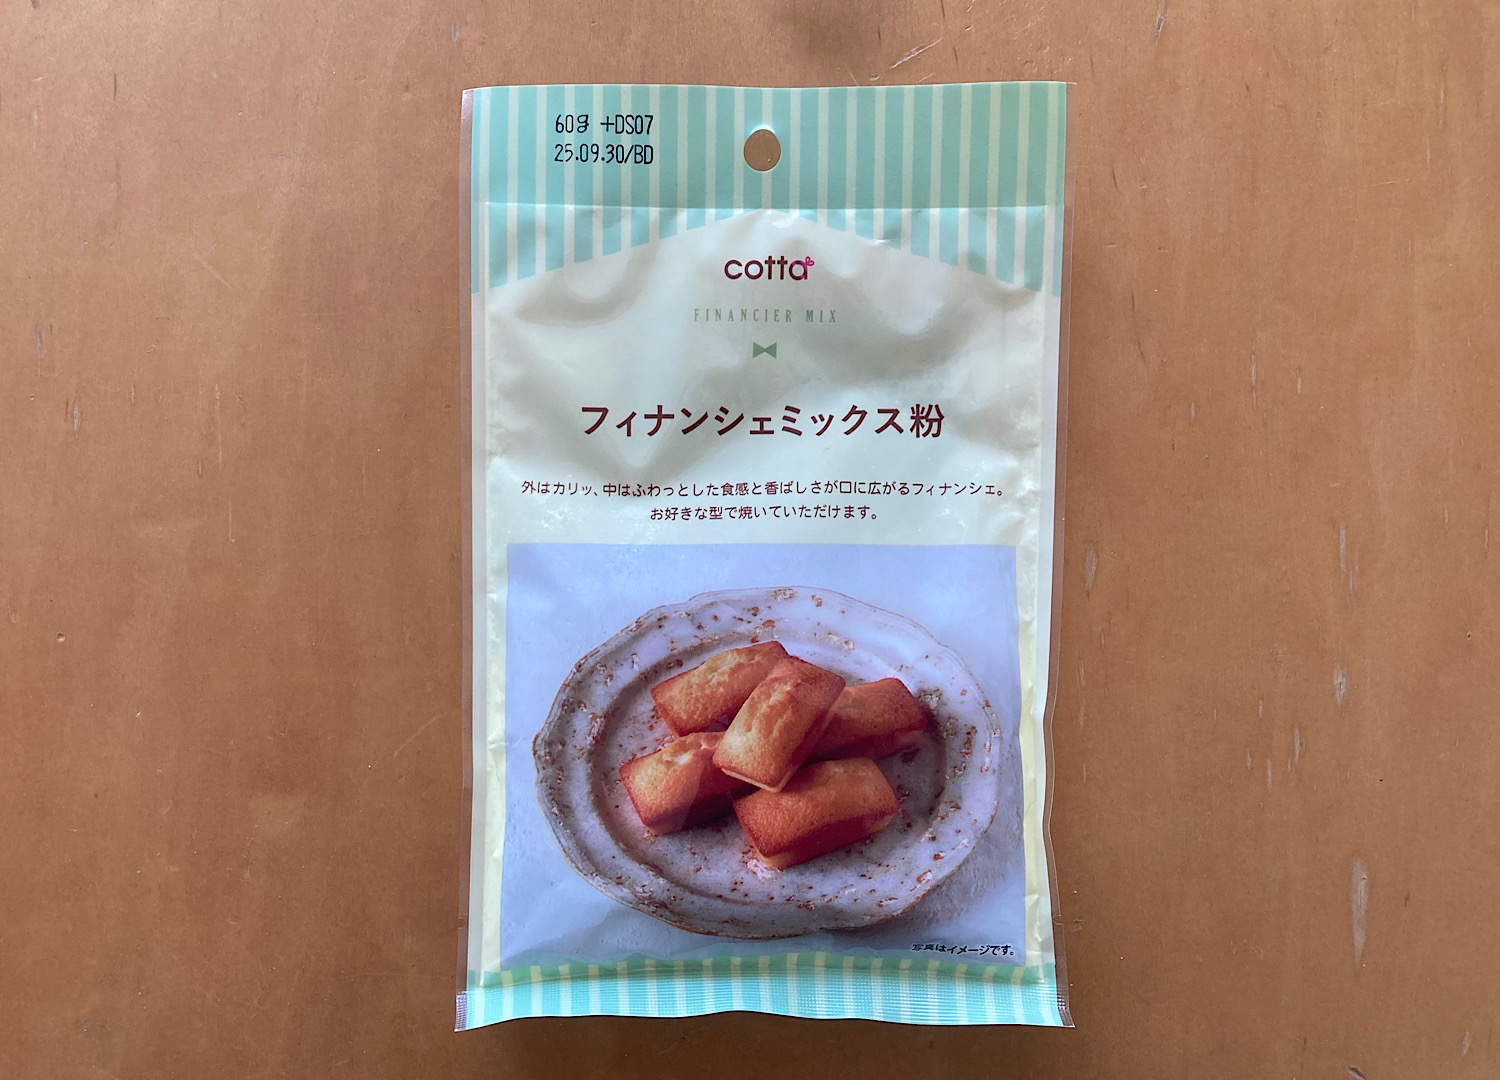 60g +DS07
25.09.30/BD
cotta
FINANCIER MIX
フィナンシェミックス粉
外はカリッ、中はふわっとした食感と香ばしさが口に広がるフィナンシェ。
お好きな型で焼いていただけます。
写真はイメージです。